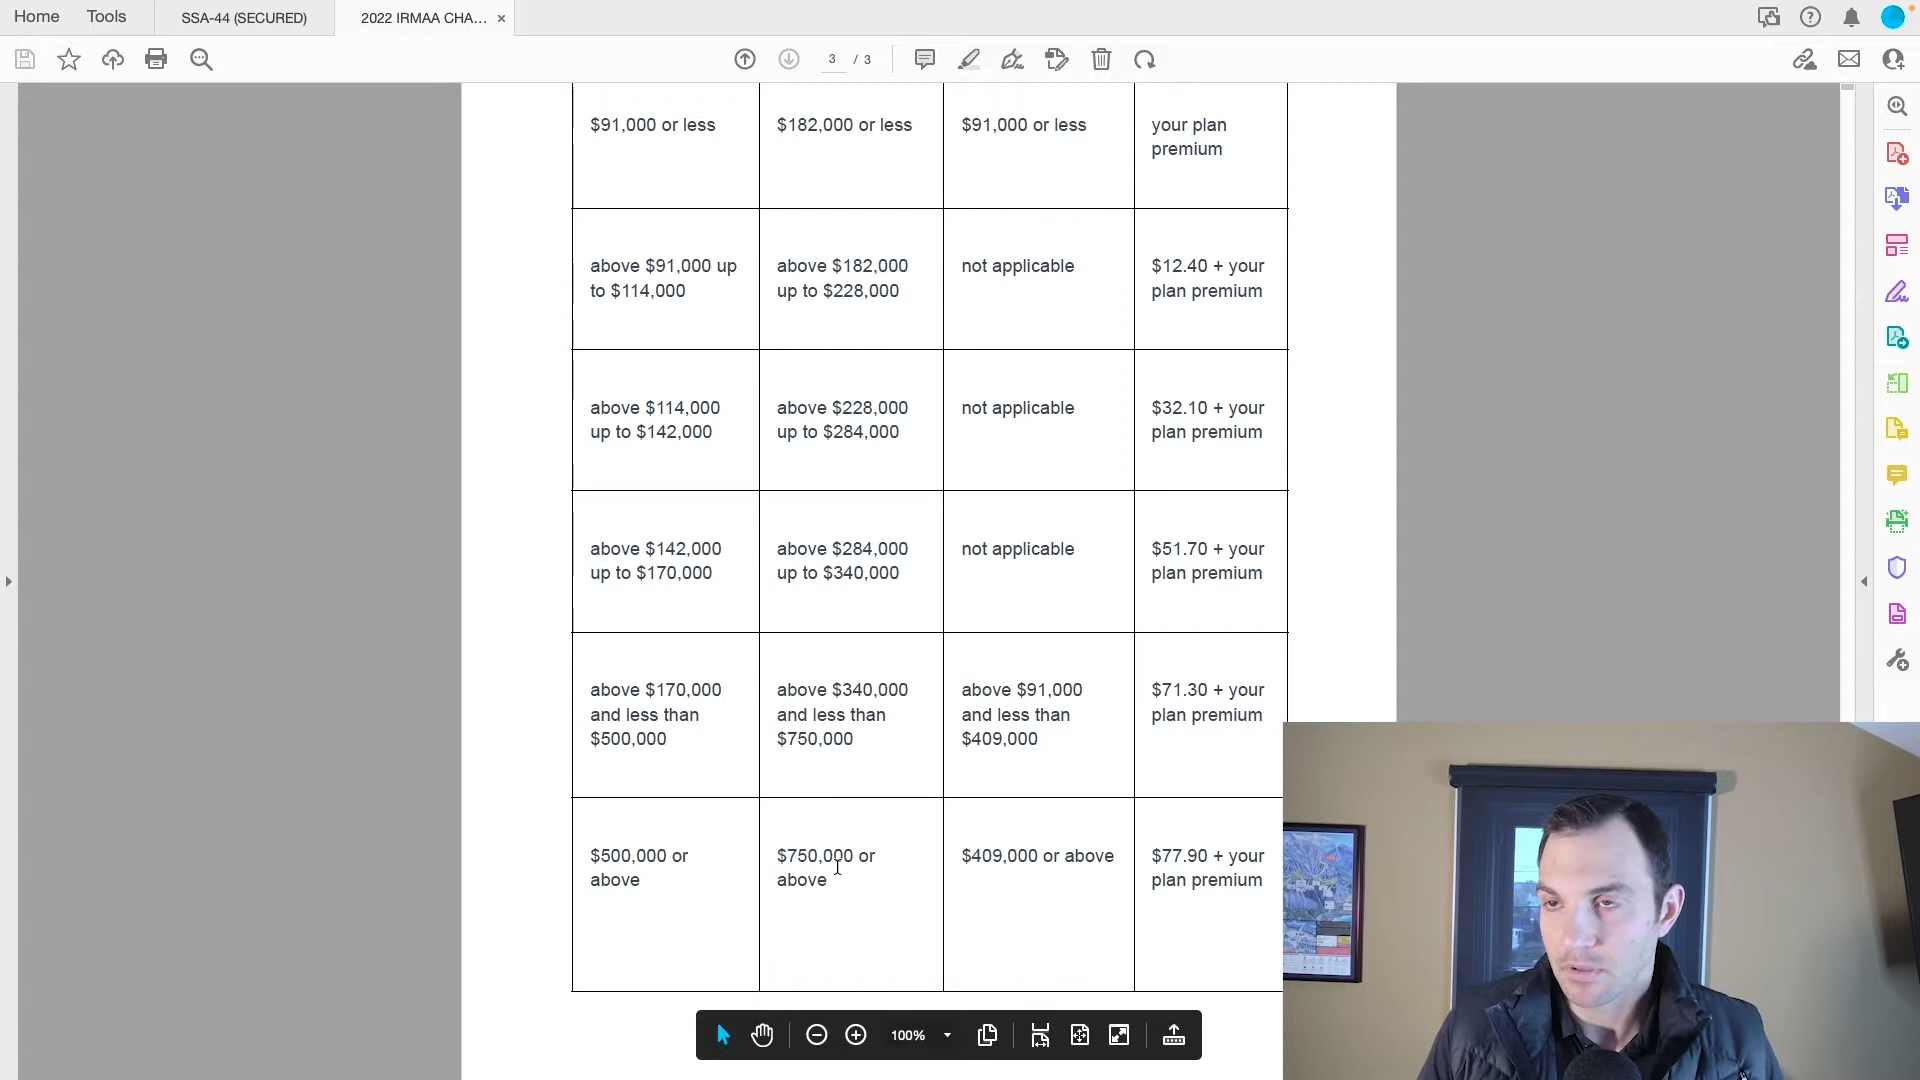 Home
Tools
SSA-44 (SECURED)
2022 IRMAA CHA...
3 / 3
$91,000 or less
$182,000 or less
$91,000 or less
your plan
premium
above $91,000 up
to $114,000
above $182,000
up to $228,000
not applicable
$12.40 + your
plan premium
above $114,000
up to $142,000
above $228,000
up to $284,000
not applicable
$32.10 + your
plan premium
above $142,000
up to $170,000
above $284,000
up to $340,000
not applicable
$51.70 + your
plan premium
above $170,000
and less than
$500,000
above $340,000
and less than
$750,000
above $91,000
and less than
$409,000
$71.30 + your
plan premium
$500,000 or
above
$750,000 or
above
$409,000 or above
$77.90 + your
plan premium
100%